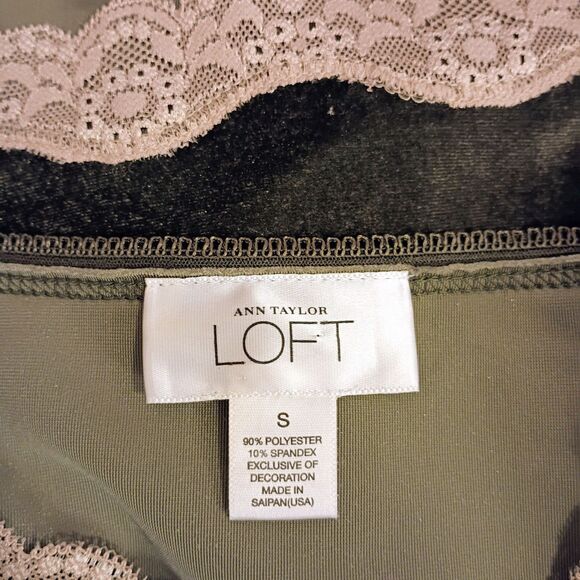 ANN TAYLOR
LOFT
S
90% POLYESTER
10% SPANDEX
EXCLUSIVE OF
DECORATION
MADE IN
SAIPAN(USA)